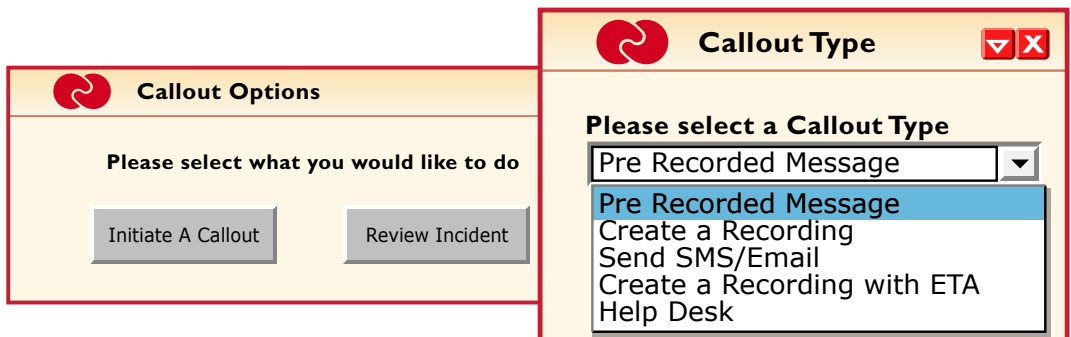 Callout Options
Please select what you would like to do
Initiate A Callout
Review Incident
Callout Type
Please select a Callout Type
Pre Recorded Message
Pre Recorded Message
Create a Recording
Send SMS/Email
Create a Recording with ETA
Help Desk